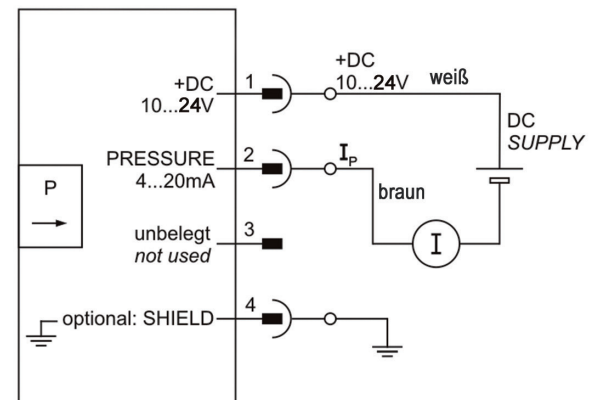 +DC
10...24V
1
+DC
10...24V
weiß
DC
SUPPLY
PRESSURE
4...20mA
2
IP
braun
P
unbelegt
not used
3
I
optional: SHIELD
4